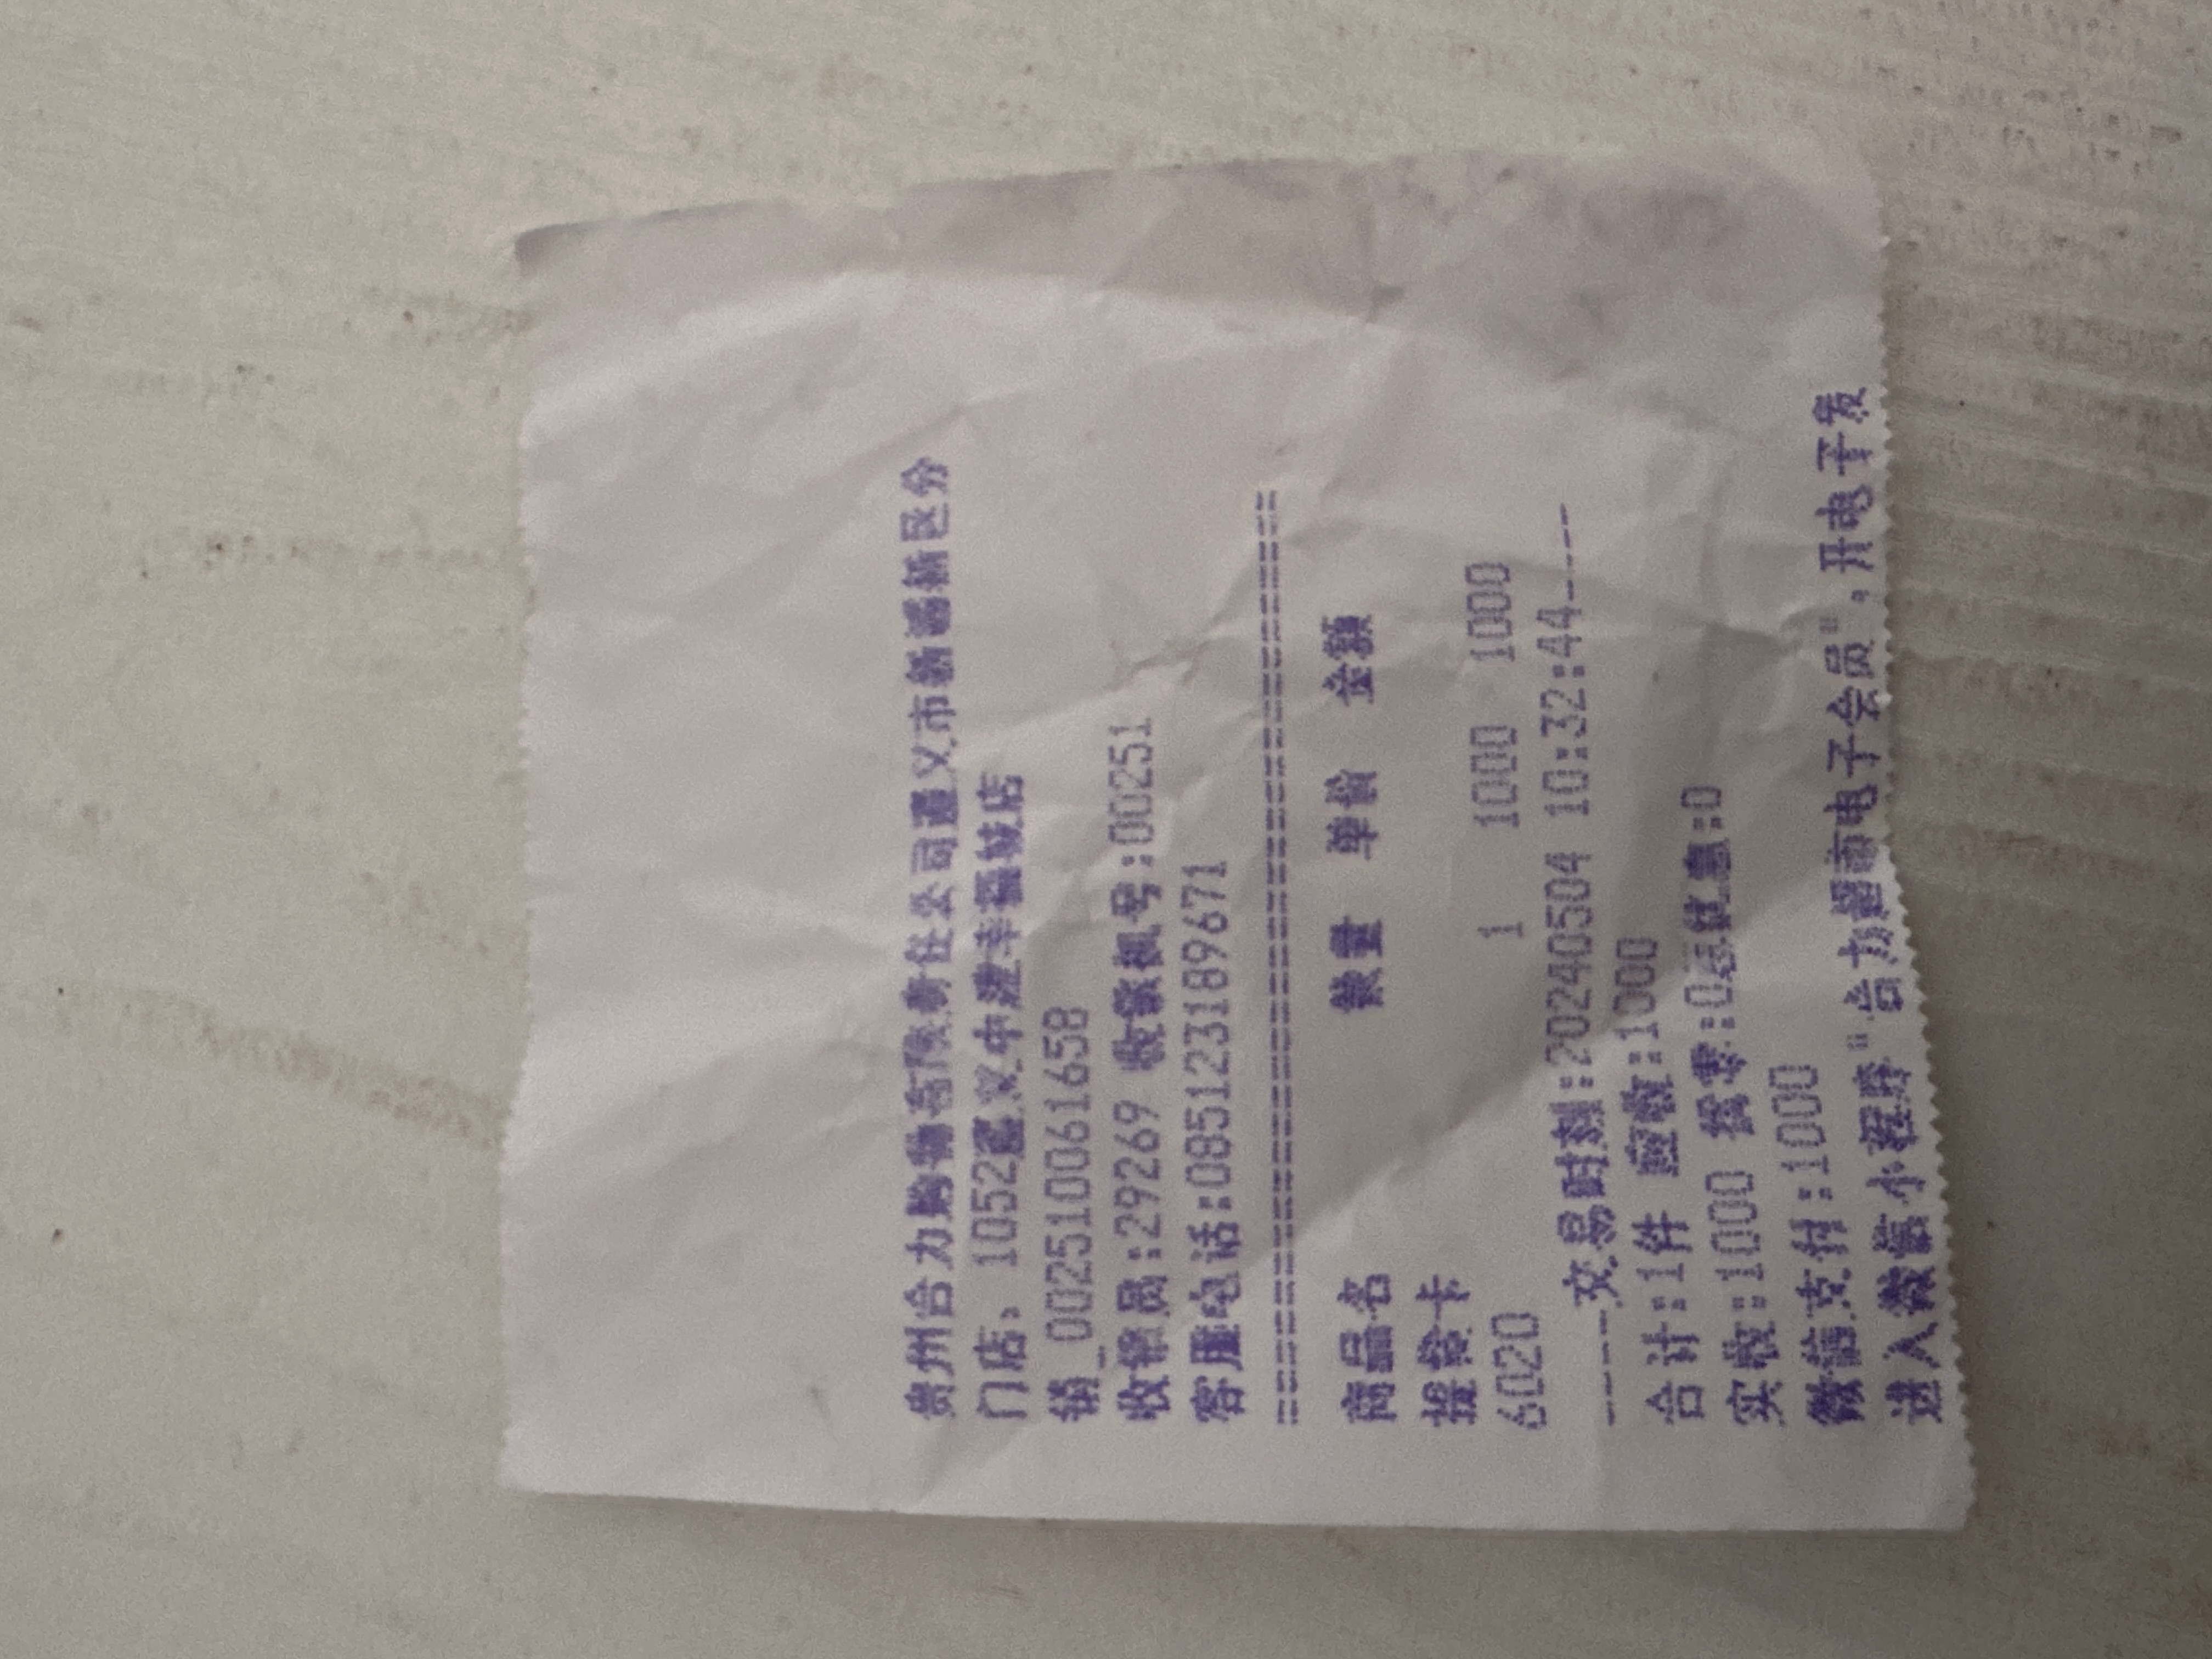 贵州合力购物有限责任公司遵义市新浦新区分
门店: 1052遵义中建幸福城店
销_002510061658
收银员:29269 收银机号:00251
客服电话:085123189671
================================
商品名 数量 单价 金额
提货卡
6020 1 1000 1000
----交易时刻:20240504 10:32:44----
合计:1件 应收:1000
实收:1000 找零:0 总优惠:0
微信支付:1000
进入微信小程序"合力超市电子会员",开电子发